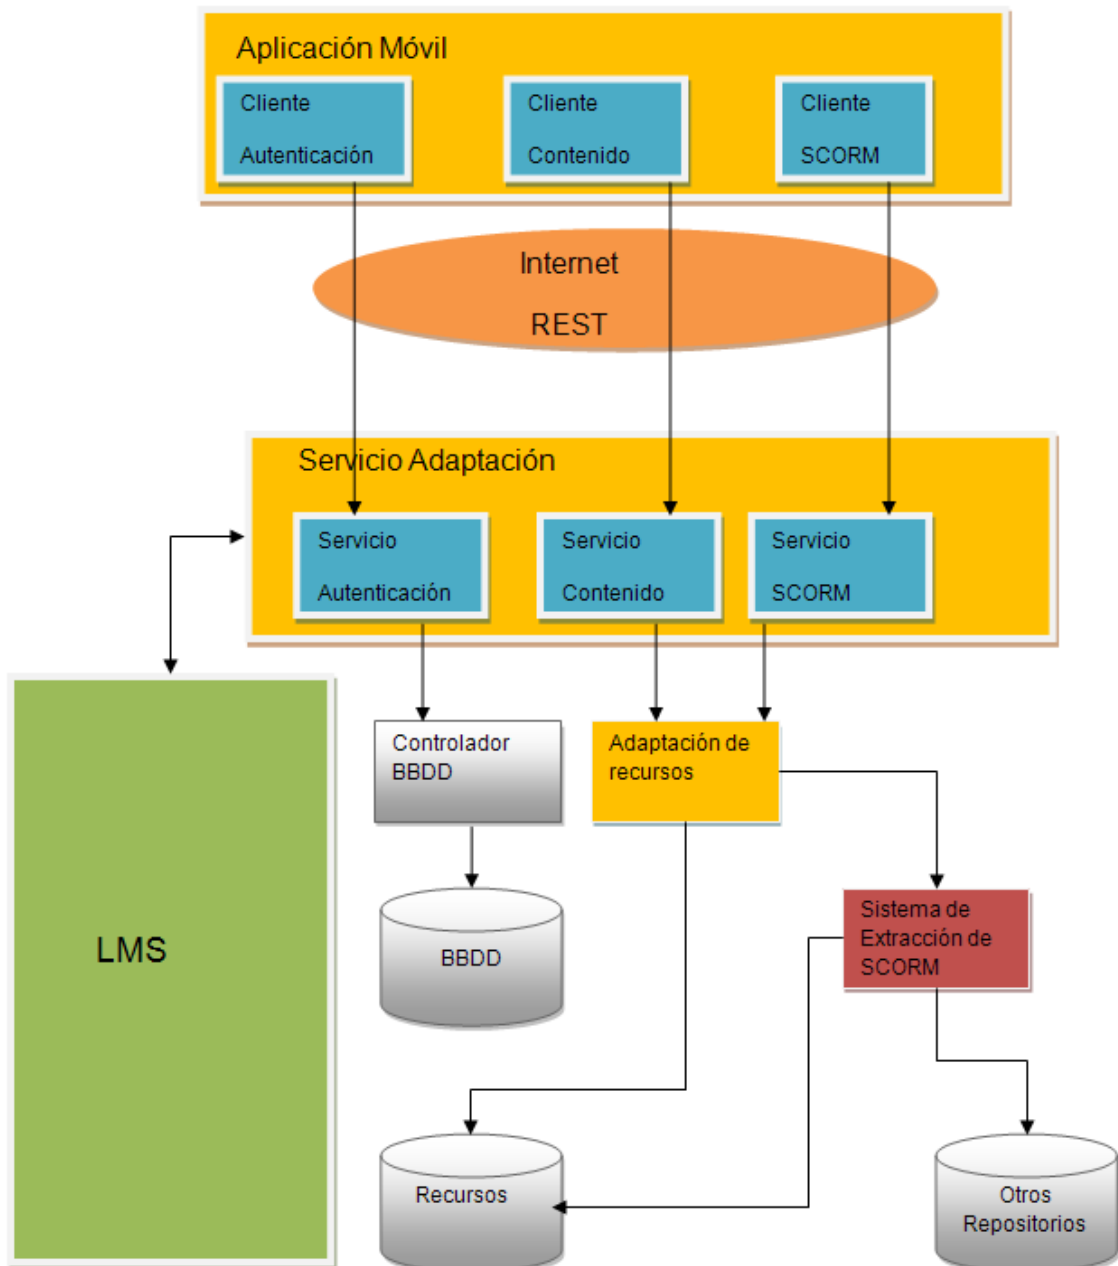 Aplicación Móvil
Cliente
Autenticación
Cliente
Contenido
Cliente
SCORM
Internet
REST
Servicio Adaptación
Servicio
Autenticación
Servicio
Contenido
Servicio
SCORM
Controlador
BBDD
Adaptación de
recursos
Sistema de
Extracción de
SCORM
LMS
BBDD
Recursos
Otros
Repositorios